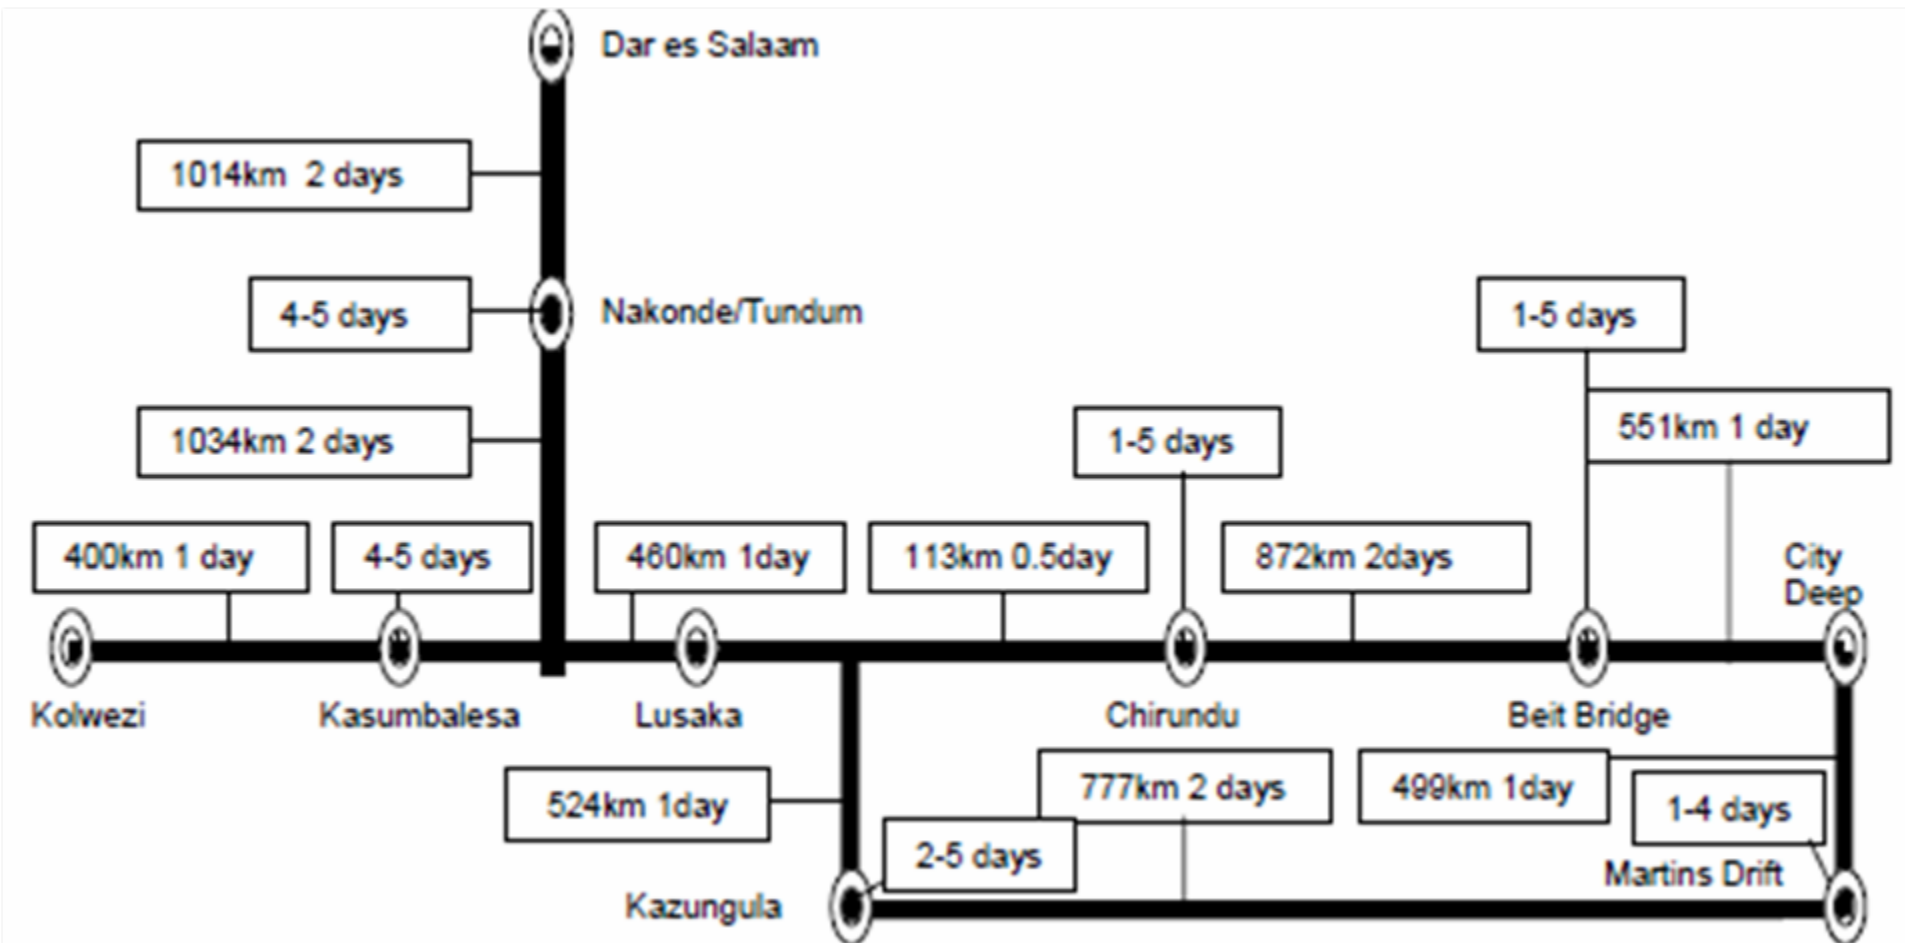 Dar es Salaam
1014km 2 days
4-5 days
Nakonde/Tundum
1-5 days
1034km 2 days
1-5 days
551km 1 day
400km 1 day
4-5 days
460km 1day
113km 0.5day
872km 2days
City
Deep
Kolwezi
Kasumbalesa
Lusaka
Chirundu
Beit Bridge
524km 1day
777km 2 days
499km 1day
1-4 days
2-5 days
Martins Drift
Kazungula